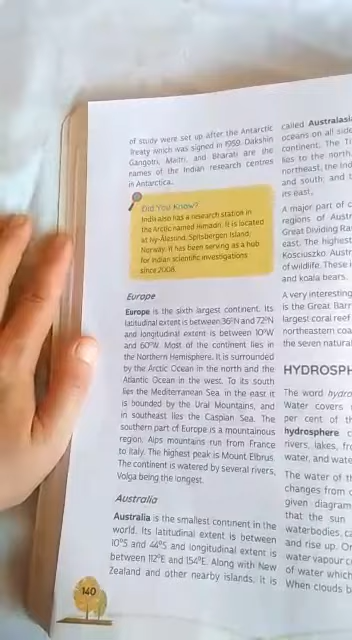 of study were set up after the Antarctic
Treaty which was signed in 1959. Dakshin
Gangotri, Maitri, and Bharati are the
names of the Indian research centres
in Antarctica.
Did You Know?
India also has a research station in
the Arctic named Himadri. It is located
at Ny-Ålesund, Spitsbergen Island,
Norway. It has been serving as a hub
for Indian scientific investigations
since 2008.
Europe
Europe is the sixth largest continent. Its
latitudinal extent is between 36°N and 72°N
and longitudinal extent is between 10°W
and 60°W. Most of the continent lies in
the Northern Hemisphere. It is surrounded
by the Arctic Ocean in the north and the
Atlantic Ocean in the west. To its south
lies the Mediterranean Sea, in the east it
is bounded by the Ural Mountains, and
in southeast lies the Caspian Sea. The
southern part of Europe is a mountainous
region. Alps mountains run from France
to Italy. The highest peak is Mount Elbrus.
The continent is watered by several rivers,
Volga being the longest.
Australia
Australia is the smallest continent in the
world. Its latitudinal extent is between
10°S and 44°S and longitudinal extent is
between 112°E and 154°E. Along with New
Zealand and other nearby islands, it is
140
called Australasia
oceans on all side
continent. The Ti
lies to the north
northeast, the Ind
and south; and t
its east.
A major part of c
regions of Aust
Great Dividing Ra
east. The highest
Kosciuszko. Aust
of wildlife. These i
and koala bears.
A very interesting
is the Great Barr
largest coral reef
northeastern coa
the seven natural
HYDROSPH
The word hydro
Water covers
per cent of th
hydrosphere c
rivers, lakes, fr
water, and wate
The water of t
changes from o
given diagram
that the sun
waterbodies, ca
and rise up. On
water vapour c
of water which
When clouds b